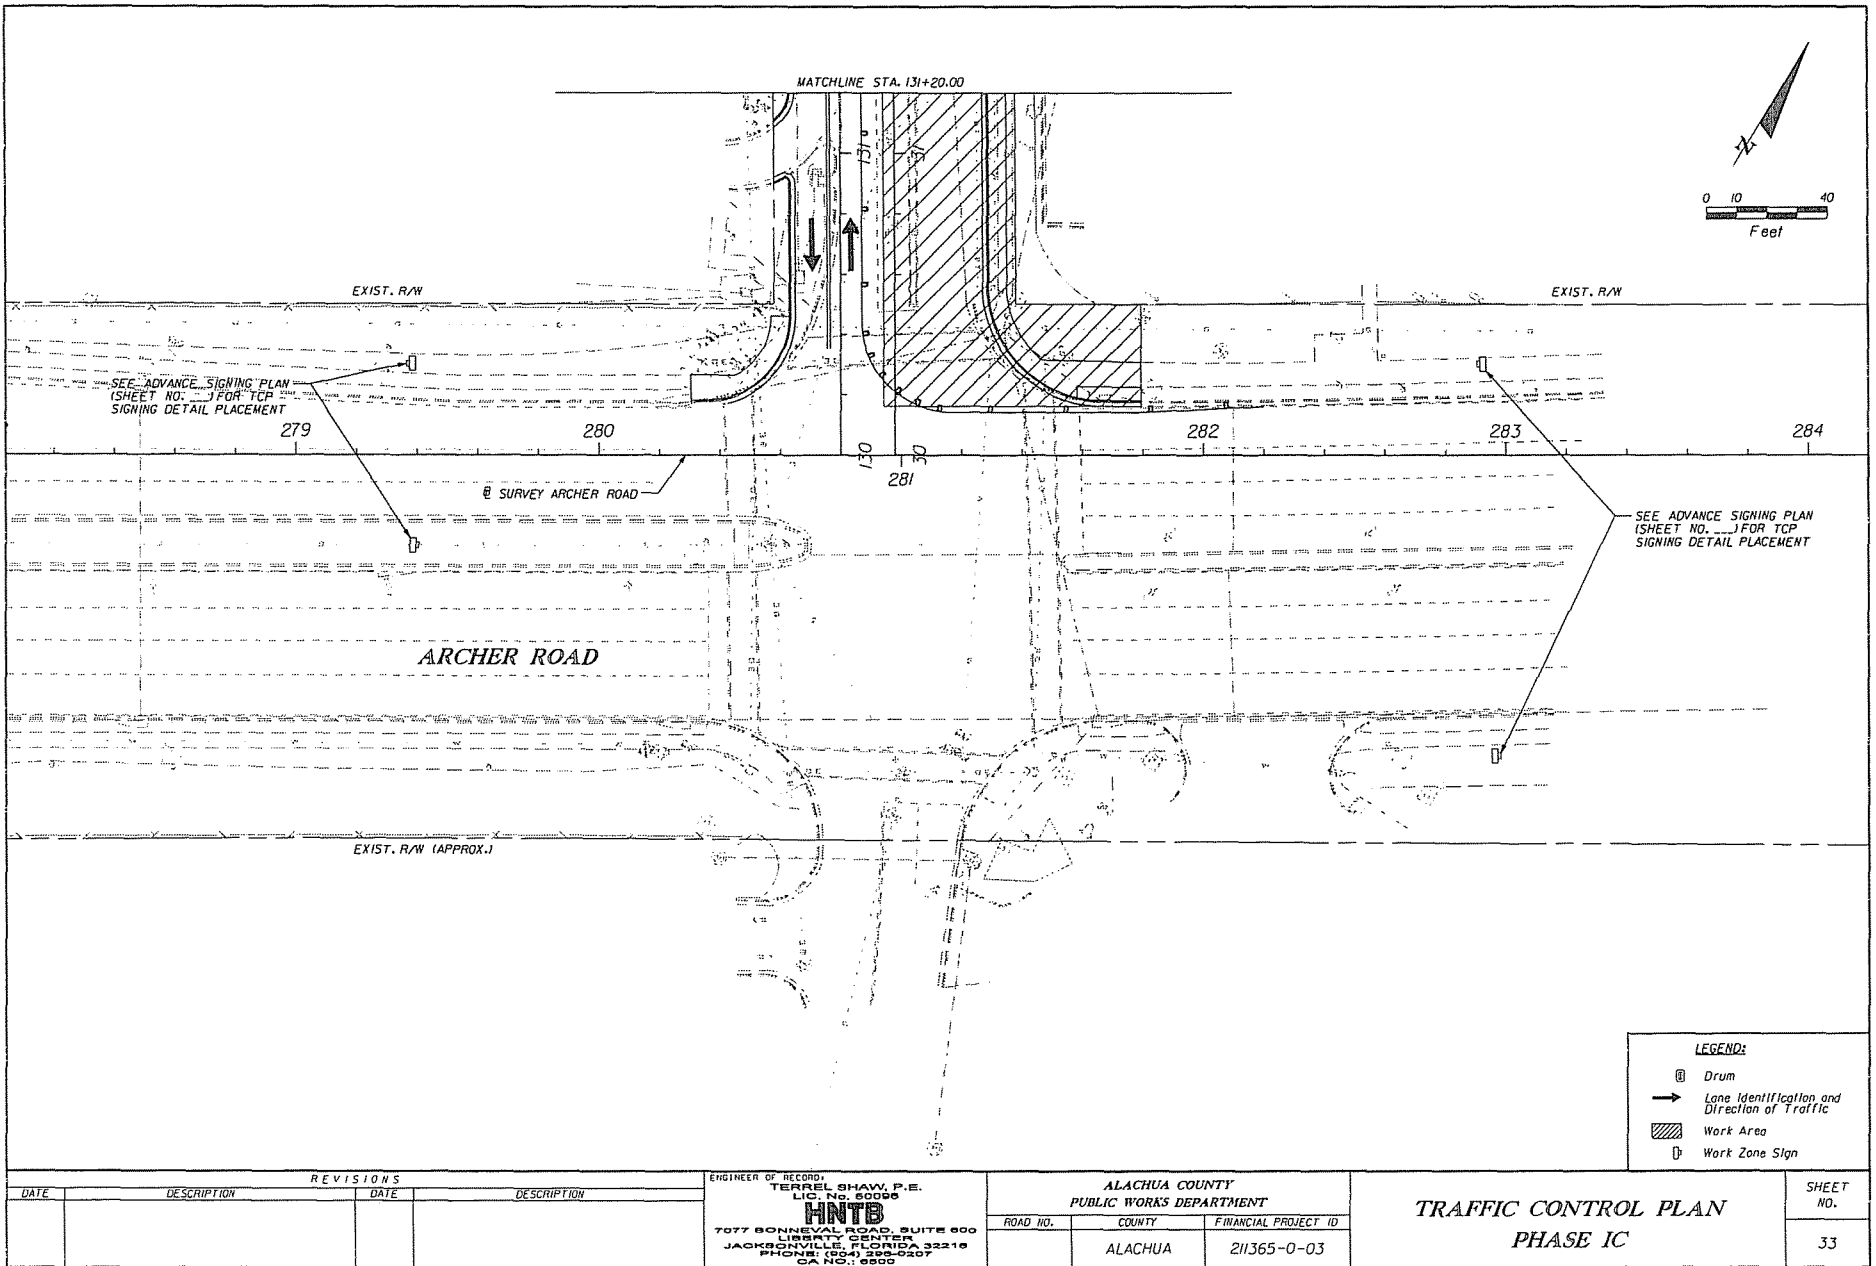 MATCHLINE STA. 131+20.00
0 10 40
Feet
131
31
EXIST. R/W
EXIST. R/W
SEE ADVANCE SIGNING PLAN
(SHEET NO. ___) FOR TCP
SIGNING DETAIL PLACEMENT
279
280
282
283
284
130
30
281
SURVEY ARCHER ROAD
SEE ADVANCE SIGNING PLAN
(SHEET NO. ___) FOR TCP
SIGNING DETAIL PLACEMENT
ARCHER ROAD
EXIST. R/W (APPROX.)
LEGEND:
Drum
Lane Identification and
Direction of Traffic
Work Area
Work Zone Sign
REVISIONS
DATE DESCRIPTION DATE DESCRIPTION
ENGINEER OF RECORD:
TERREL SHAW, P.E.
LIC. No. 50096
HNTB
7077 BONNEVAL ROAD, SUITE 600
LIBERTY CENTER
JACKSONVILLE, FLORIDA 32216
PHONE: (904) 296-0207
CA NO.: 6500
ALACHUA COUNTY
PUBLIC WORKS DEPARTMENT
ROAD NO. COUNTY FINANCIAL PROJECT ID
ALACHUA 211365-0-03
TRAFFIC CONTROL PLAN
PHASE IC
SHEET
NO.
33